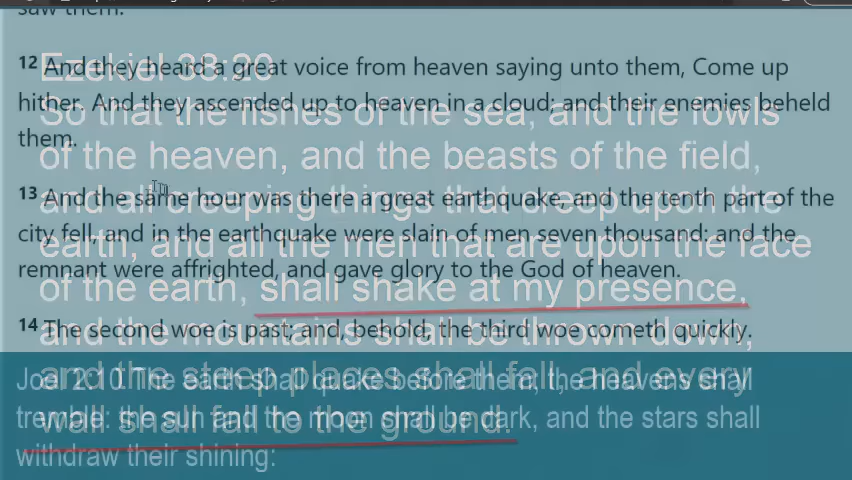 saw them.
12 And they heard a great voice from heaven saying unto them, Come up
hither. And they ascended up to heaven in a cloud; and their enemies beheld
them.
13 And the same hour was there a great earthquake, and the tenth part of the
city fell, and in the earthquake were slain of men seven thousand: and the
remnant were affrighted, and gave glory to the God of heaven.
14 The second woe is past; and, behold, the third woe cometh quickly.
Ezekiel 38:20
So that the fishes of the sea, and the fowls
of the heaven, and the beasts of the field,
and all creeping things that creep upon the
earth, and all the men that are upon the face
of the earth, shall shake at my presence,
and the mountains shall be thrown down,
and the steep places shall fall, and every
wall shall fall to the ground.
Joel 2:10 The earth shall quake before them; the heavens shall
tremble: the sun and the moon shall be dark, and the stars shall
withdraw their shining: